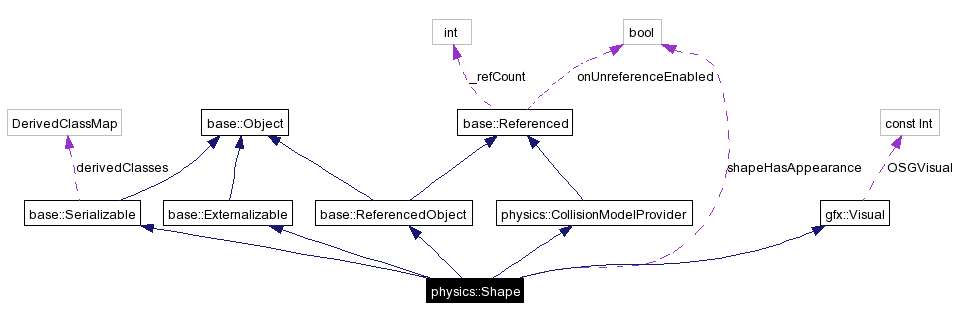 int
bool
_refCount
onUnreferenceEnabled
DerivedClassMap
base::Object
base::Referenced
const Int
derivedClasses
shapeHasAppearance
OSGVisual
base::Serializable
base::Externalizable
base::ReferencedObject
physics::CollisionModelProvider
gfx::Visual
physics::Shape